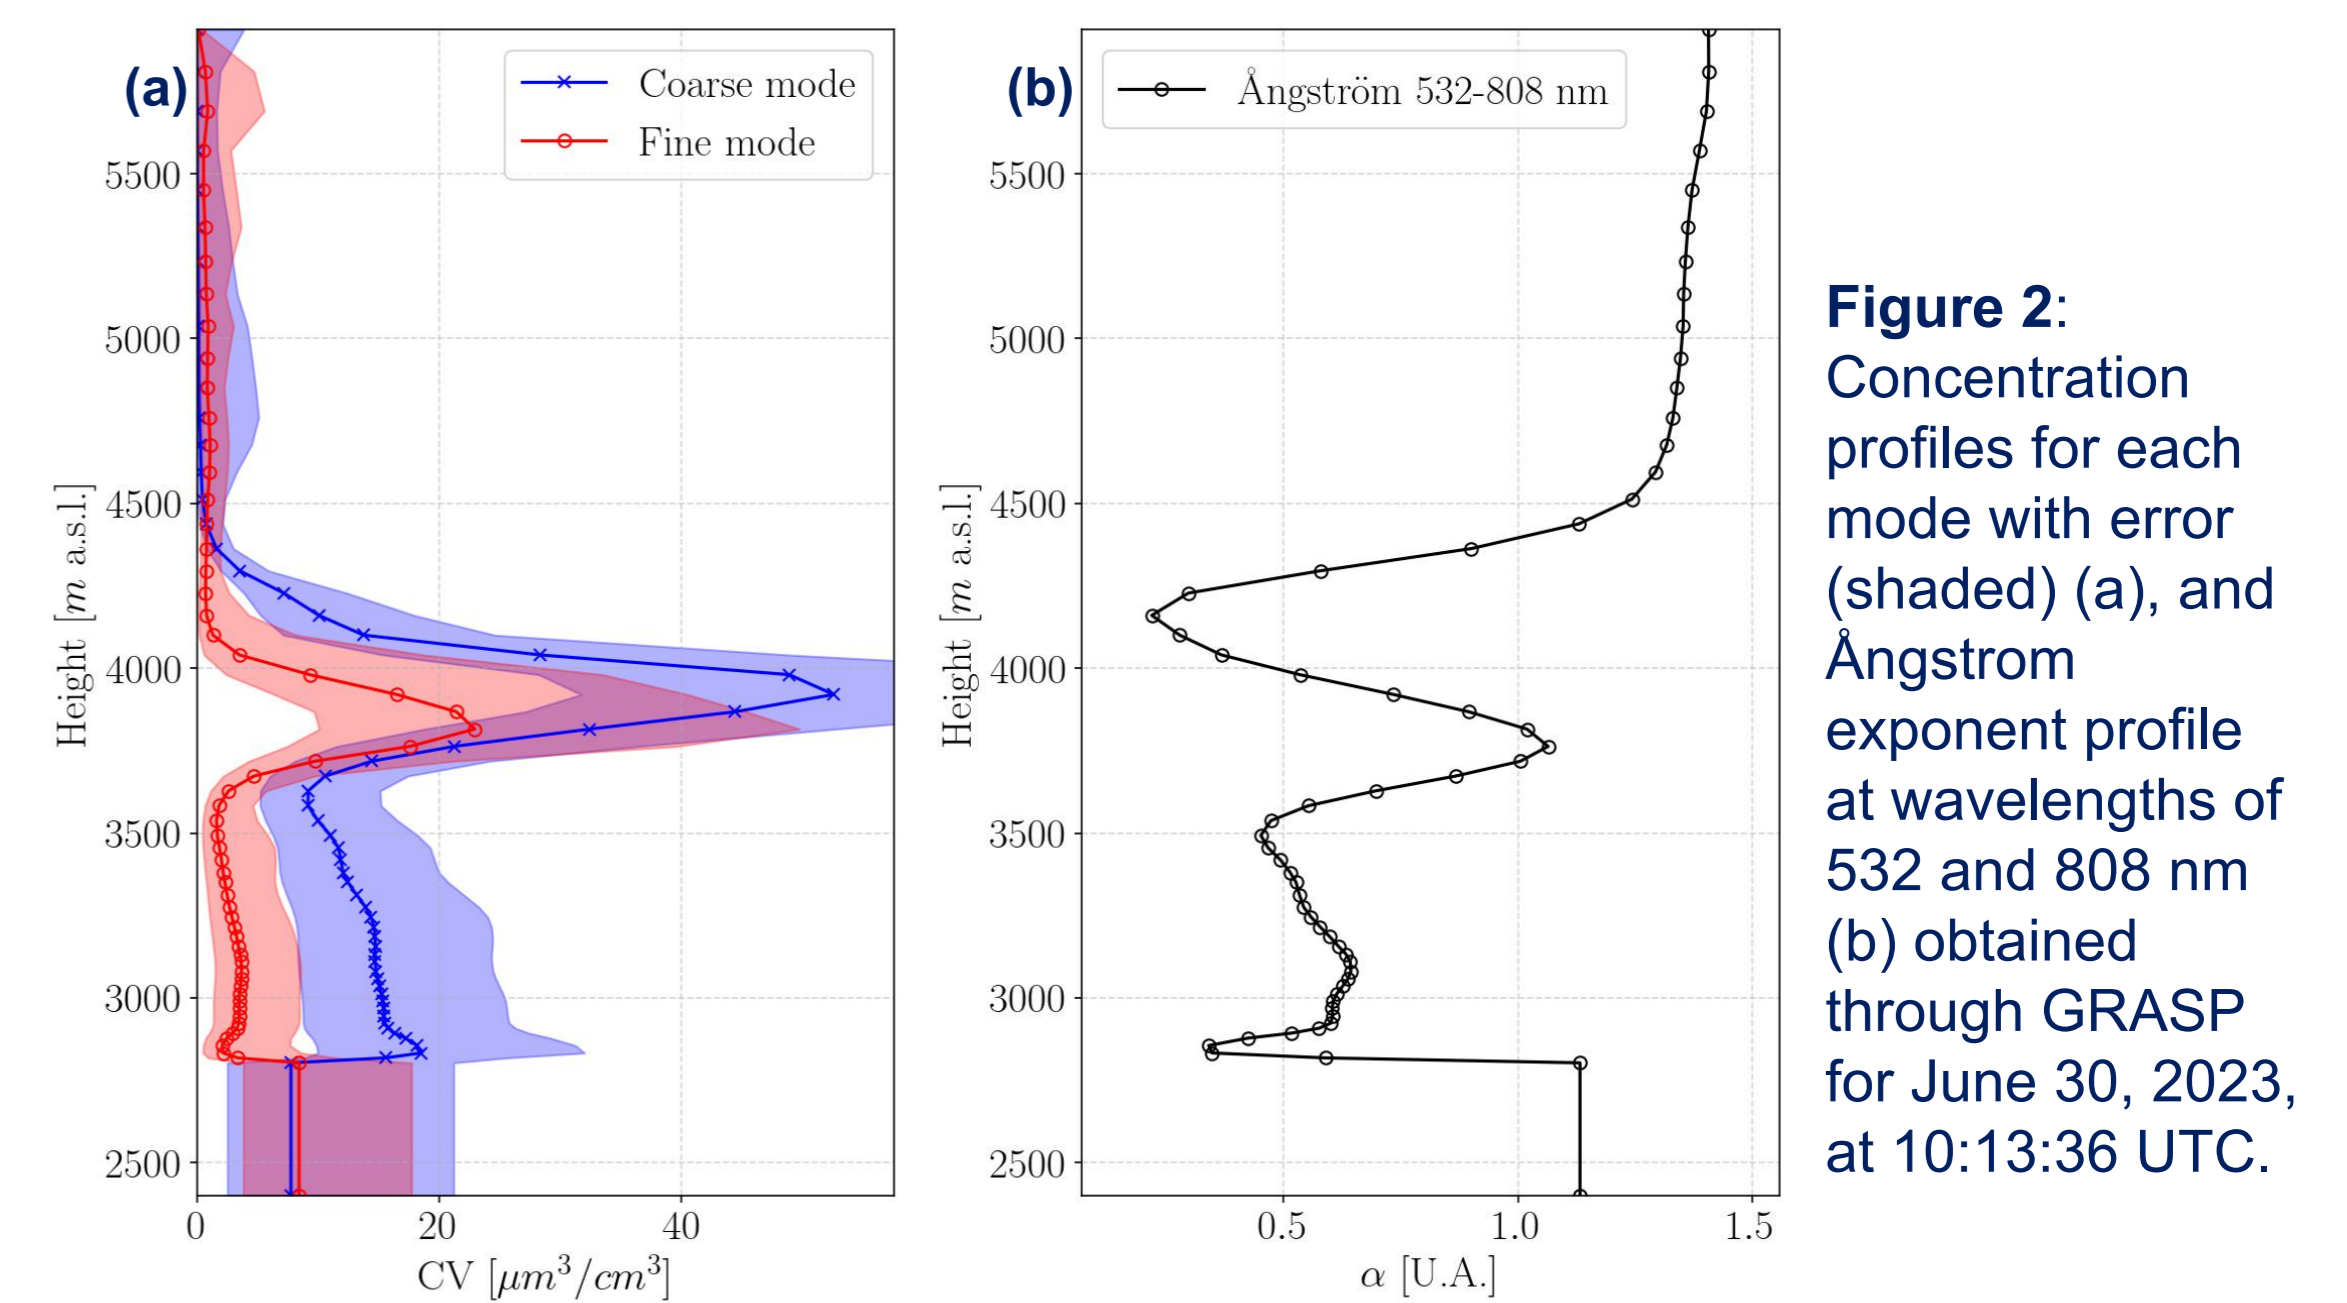 (a)
Coarse mode
Fine mode
5500
5000
4500
4000
3500
3000
2500
Height [m a.s.l.]
0 20 40
CV [μm³/cm³]
(b)
Ångström 532-808 nm
5500
5000
4500
4000
3500
3000
2500
Height [m a.s.l.]
0.5 1.0 1.5
α [U.A.]
Figure 2:
Concentration
profiles for each
mode with error
(shaded) (a), and
Ångstrom
exponent profile
at wavelengths of
532 and 808 nm
(b) obtained
through GRASP
for June 30, 2023,
at 10:13:36 UTC.